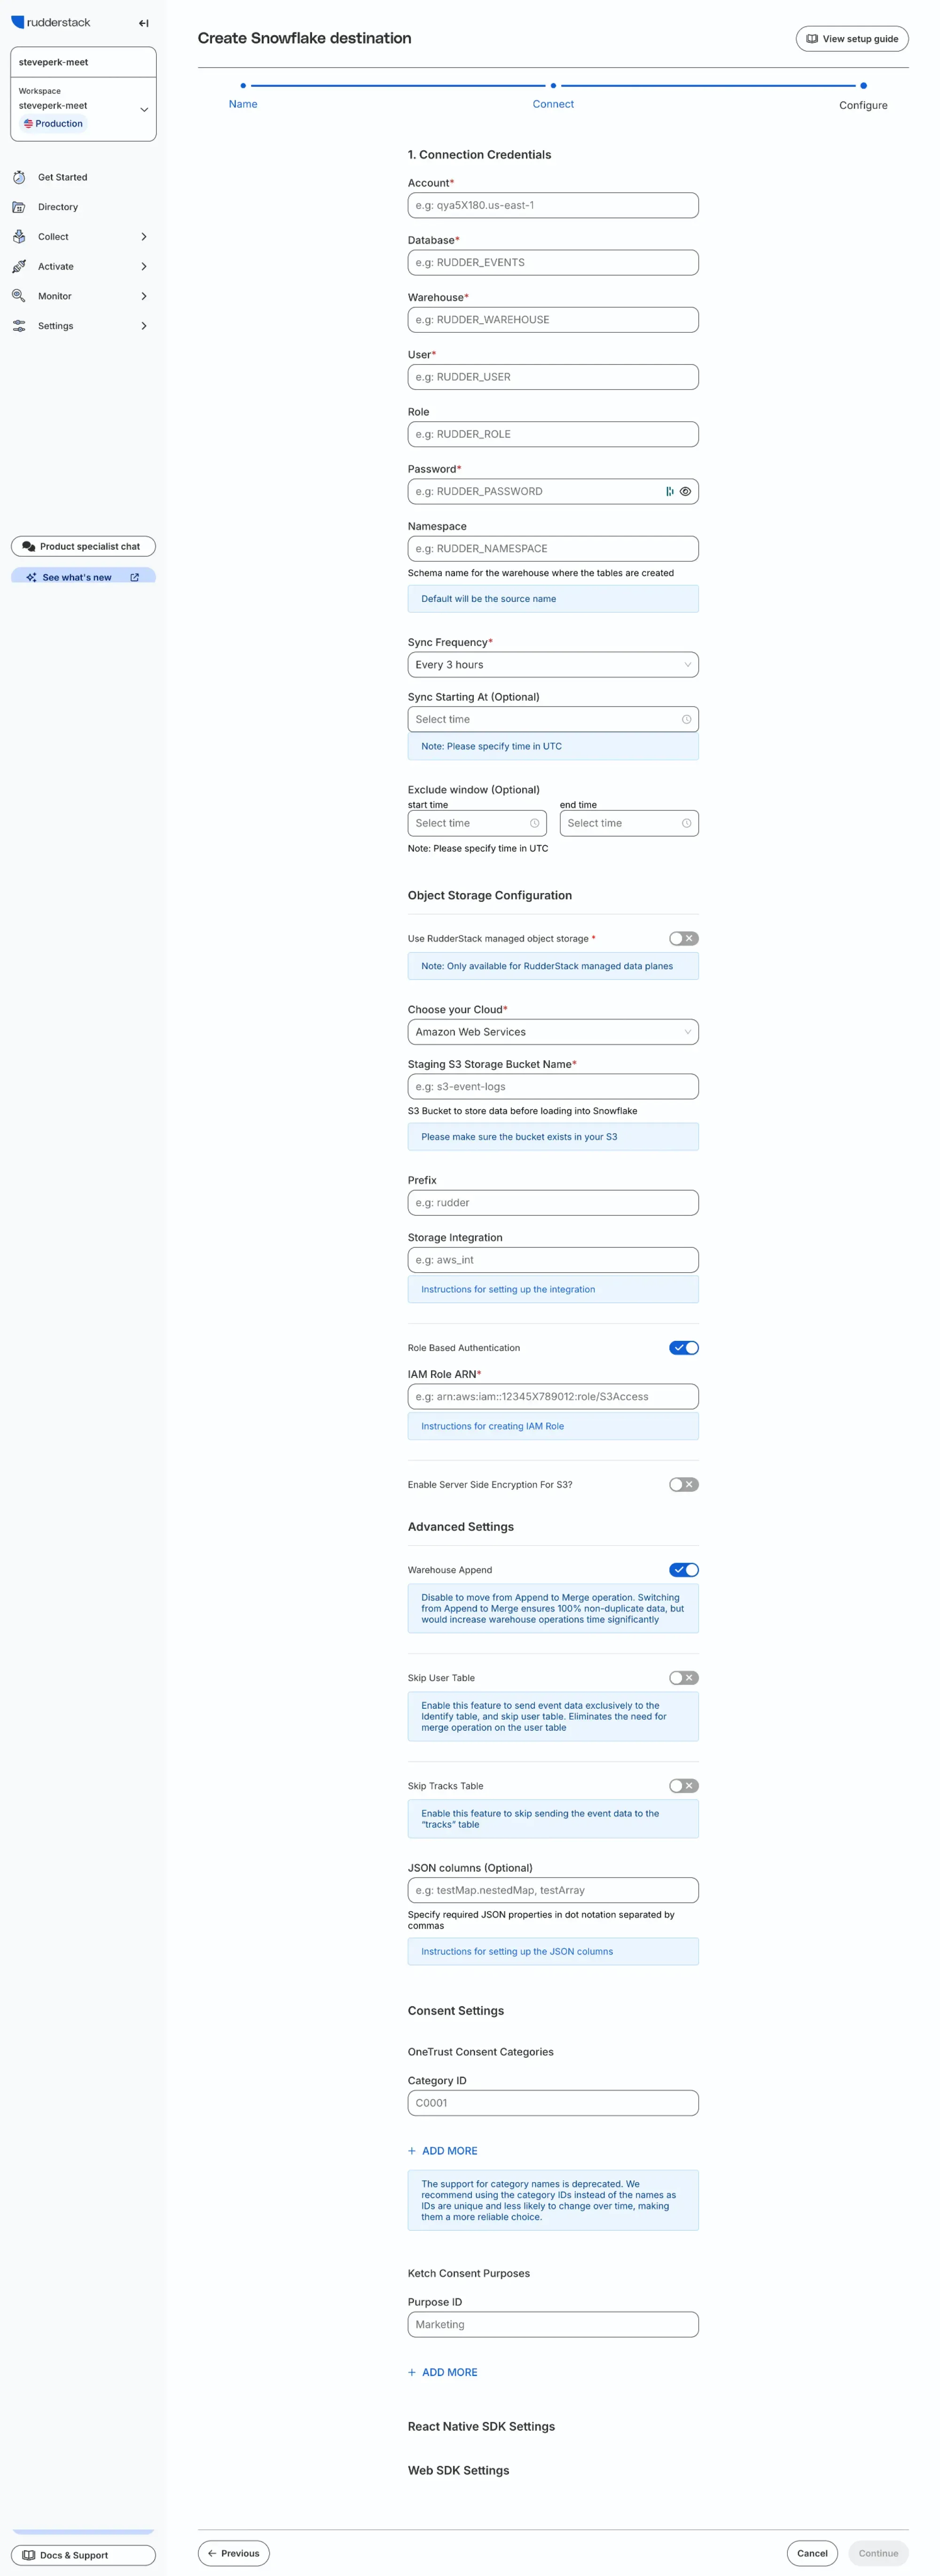 rudderstack
steveperk-meet
Workspace
steveperk-meet
Production
Get Started
Directory
Collect
Activate
Monitor
Settings
Product specialist chat
See what's new
Docs & Support
Create Snowflake destination
View setup guide
Name
Connect
Configure
1. Connection Credentials
Account*
e.g: qya5X180.us-east-1
Database*
e.g: RUDDER_EVENTS
Warehouse*
e.g: RUDDER_WAREHOUSE
User*
e.g: RUDDER_USER
Role
e.g: RUDDER_ROLE
Password*
e.g: RUDDER_PASSWORD
Namespace
e.g: RUDDER_NAMESPACE
Schema name for the warehouse where the tables are created
Default will be the source name
Sync Frequency*
Every 3 hours
Sync Starting At (Optional)
Select time
Note: Please specify time in UTC
Exclude window (Optional)
start time
end time
Select time
Select time
Note: Please specify time in UTC
Object Storage Configuration
Use RudderStack managed object storage *
Note: Only available for RudderStack managed data planes
Choose your Cloud*
Amazon Web Services
Staging S3 Storage Bucket Name*
e.g: s3-event-logs
S3 Bucket to store data before loading into Snowflake
Please make sure the bucket exists in your S3
Prefix
e.g: rudder
Storage Integration
e.g: aws_int
Instructions for setting up the integration
Role Based Authentication
IAM Role ARN*
e.g: arn:aws:iam::12345X789012:role/S3Access
Instructions for creating IAM Role
Enable Server Side Encryption For S3?
Advanced Settings
Warehouse Append
Disable to move from Append to Merge operation. Switching
from Append to Merge ensures 100% non-duplicate data, but
would increase warehouse operations time significantly
Skip User Table
Enable this feature to send event data exclusively to the
Identify table, and skip user table. Eliminates the need for
merge operation on the user table
Skip Tracks Table
Enable this feature to skip sending the event data to the
“tracks” table
JSON columns (Optional)
e.g: testMap.nestedMap, testArray
Specify required JSON properties in dot notation separated by
commas
Instructions for setting up the JSON columns
Consent Settings
OneTrust Consent Categories
Category ID
C0001
+ ADD MORE
The support for category names is deprecated. We
recommend using the category IDs instead of the names as
IDs are unique and less likely to change over time, making
them a more reliable choice.
Ketch Consent Purposes
Purpose ID
Marketing
+ ADD MORE
React Native SDK Settings
Web SDK Settings
Previous
Cancel
Continue